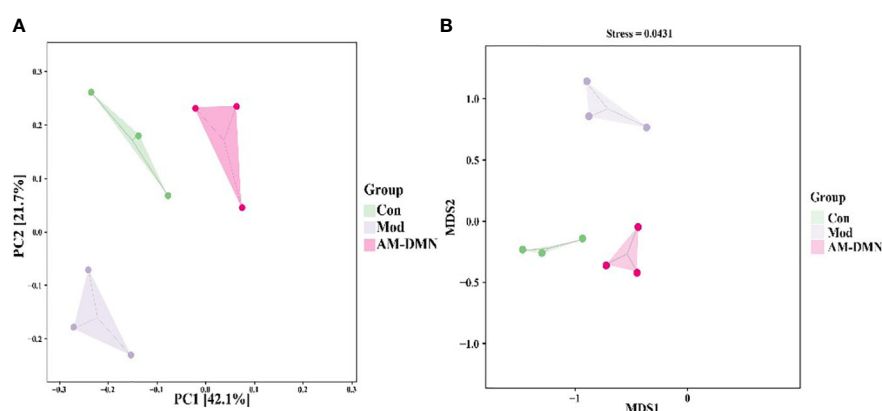 A
B
Stress = 0.0431
0.3
0.2
0.1
0.0
-0.1
-0.2
PC2 [21.7%]
-0.3
-0.2
-0.1
0.0
0.1
0.2
0.3
PC1 [42.1%]
Group
Con
Mod
AM-DMN
1.0
0.5
0.0
-0.5
-1.0
MDS2
-1
0
MDS1
Group
Con
Mod
AM-DMN